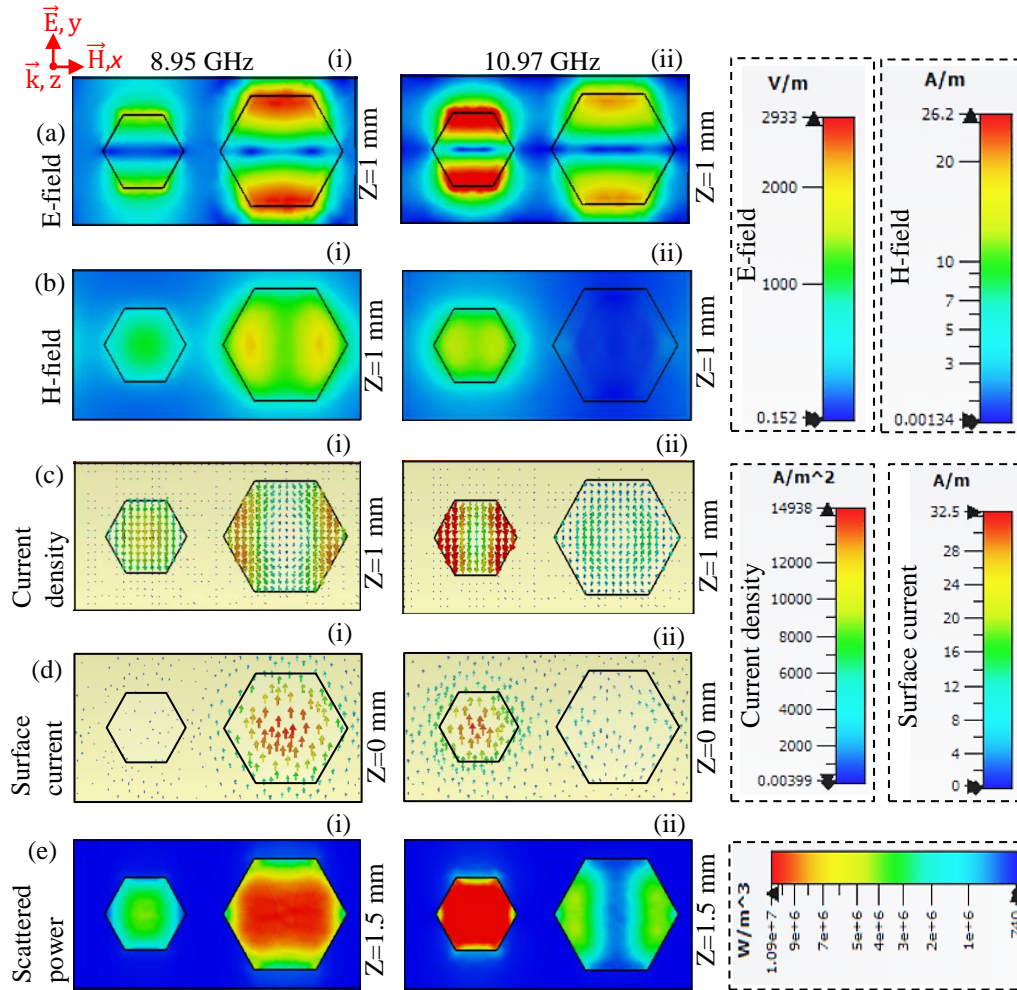 E, y
H, x
k, z
8.95 GHz
(i)
10.97 GHz
(ii)
(a)
E-field
Z=1 mm
Z=1 mm
(i)
(ii)
(b)
H-field
Z=1 mm
Z=1 mm
(i)
(ii)
(c)
Current
density
Z=1 mm
Z=1 mm
(i)
(ii)
(d)
Surface
current
Z=0 mm
Z=0 mm
(i)
(ii)
(e)
Scattered
power
Z=1.5 mm
Z=1.5 mm
V/m
2933
2000
1000
0.152
E-field
A/m
26.2
20
10
7
5
3
1
0.00134
H-field
A/m^2
14938
12000
10000
8000
6000
4000
2000
0.00399
Current density
A/m
32.5
28
24
20
16
12
8
4
0
Surface current
W/m^3
1.09e+7
9e+6
7e+6
5e+6
4e+6
3e+6
2e+6
1e+6
740